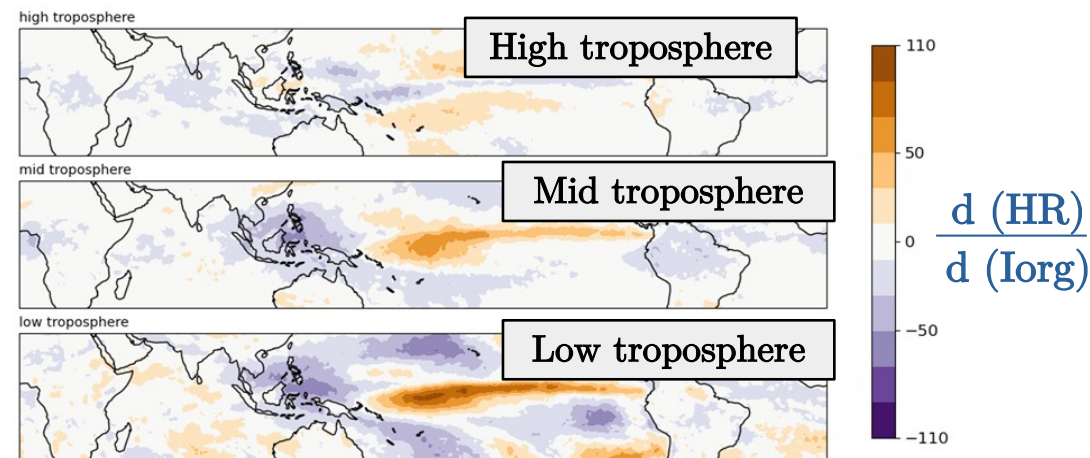 high troposphere
High troposphere
mid troposphere
Mid troposphere
low troposphere
Low troposphere
110
50
0
−50
−110
d (HR)
d (Iorg)